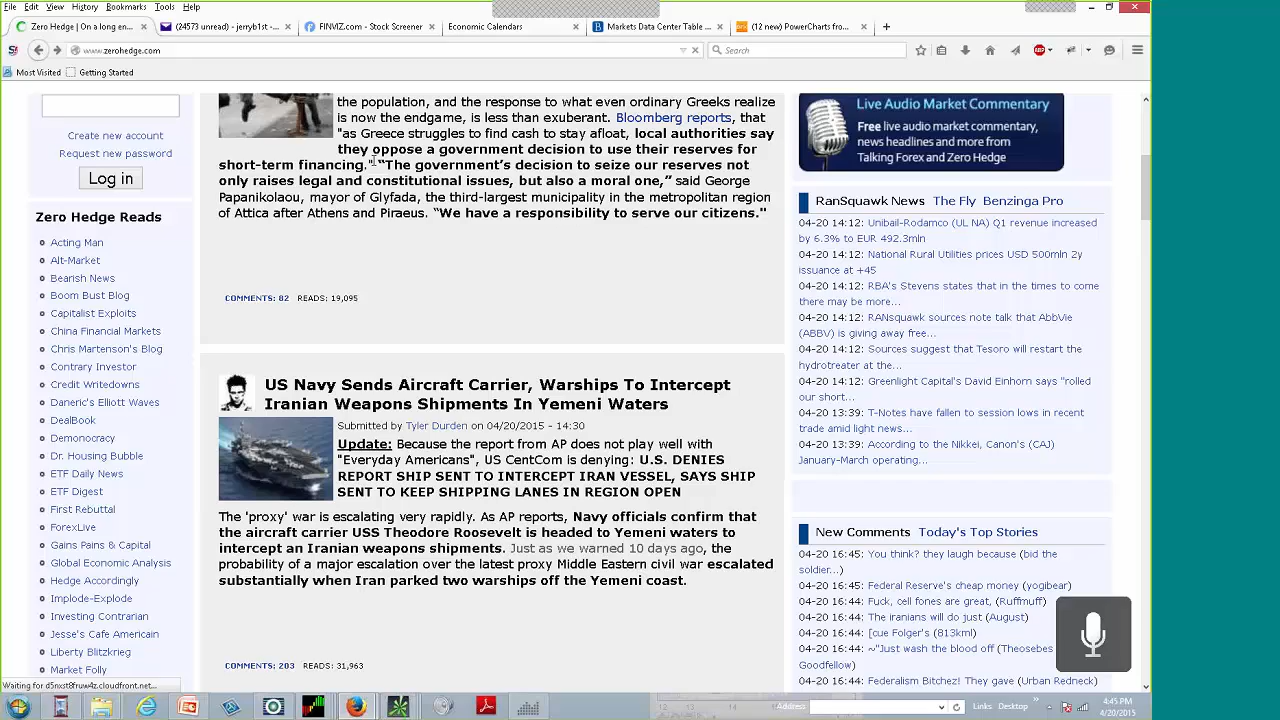 File Edit View History Bookmarks Tools Help
Zero Hedge | On a long en... × (24573 unread) - jerryb1st -... × FINVIZ.com - Stock Screener × Economic Calendars × Markets Data Center Table ... × (12 new) PowerCharts fro... × +
www.zerohedge.com Search
Most Visited Getting Started
Create new account
Request new password
Log in
Zero Hedge Reads
Acting Man
Alt-Market
Bearish News
Boom Bust Blog
Capitalist Exploits
China Financial Markets
Chris Martenson's Blog
Contrary Investor
Credit Writedowns
Daneric's Elliott Waves
DealBook
Demonocracy
Dr. Housing Bubble
ETF Daily News
ETF Digest
First Rebuttal
ForexLive
Gains Pains & Capital
Global Economic Analysis
Hedge Accordingly
Implode-Explode
Investing Contrarian
Jesse's Cafe Americain
Liberty Blitzkrieg
Market Folly
Waiting for d5nxst8fruw4z.cloudfront.net...
the population, and the response to what even ordinary Greeks realize
is now the endgame, is less than exuberant. Bloomberg reports, that
"as Greece struggles to find cash to stay afloat, local authorities say
they oppose a government decision to use their reserves for
short-term financing." “The government’s decision to seize our reserves not
only raises legal and constitutional issues, but also a moral one,” said George
Papanikolaou, mayor of Glyfada, the third-largest municipality in the metropolitan region
of Attica after Athens and Piraeus. “We have a responsibility to serve our citizens."
COMMENTS: 82 READS: 19,095
US Navy Sends Aircraft Carrier, Warships To Intercept
Iranian Weapons Shipments In Yemeni Waters
Submitted by Tyler Durden on 04/20/2015 - 14:30
Update: Because the report from AP does not play well with
"Everyday Americans", US CentCom is denying: U.S. DENIES
REPORT SHIP SENT TO INTERCEPT IRAN VESSEL, SAYS SHIP
SENT TO KEEP SHIPPING LANES IN REGION OPEN
The 'proxy' war is escalating very rapidly. As AP reports, Navy officials confirm that
the aircraft carrier USS Theodore Roosevelt is headed to Yemeni waters to
intercept an Iranian weapons shipments. Just as we warned 10 days ago, the
probability of a major escalation over the latest proxy Middle Eastern civil war escalated
substantially when Iran parked two warships off the Yemeni coast.
COMMENTS: 203 READS: 31,963
Live Audio Market Commentary
Free live audio market commentary,
news headlines and more from
Talking Forex and Zero Hedge
RanSquawk News The Fly Benzinga Pro
04-20 14:12: Unibail-Rodamco (UL NA) Q1 revenue increased
by 6.3% to EUR 492.3mln
04-20 14:12: National Rural Utilities prices USD 500mln 2y
issuance at +45
04-20 14:12: RBA's Stevens states that in the times to come
there may be more...
04-20 14:12: RANsquawk sources note talk that AbbVie
(ABBV) is giving away free...
04-20 14:12: Sources suggest that Tesoro will restart the
hydrotreater at the...
04-20 14:12: Greenlight Capital's David Einhorn says "rolled
our short...
04-20 13:39: T-Notes have fallen to session lows in recent
trade amid light news...
04-20 13:39: According to the Nikkei, Canon's (CAJ)
January-March operating...
New Comments Today's Top Stories
04-20 16:45: You think? they laugh because (bid the
soldier...)
04-20 16:45: Federal Reserve's cheap money (yogibear)
04-20 16:44: Fuck, cell fones are great, (Ruffmuff)
04-20 16:44: The iranians will do just (August)
04-20 16:44: [cue Folger's (813kml)
04-20 16:44: ~"Just wash the blood off (Theosebes
Goodfellow)
04-20 16:44: Federalism Bitchez! They gave (Urban Redneck)
12 13 14 Address Links Desktop 4:45 PM
4/20/2015